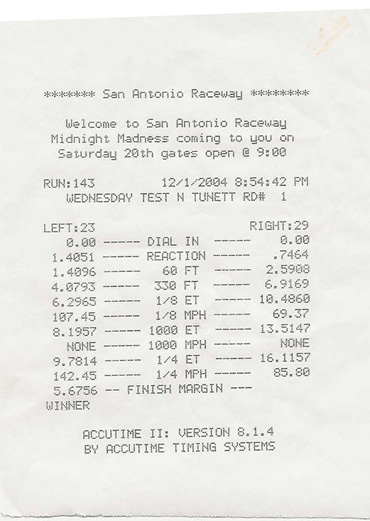 ******* San Antonio Raceway ********
Welcome to San Antonio Raceway
Midnight Madness coming to you on
Saturday 20th gates open @ 9:00
RUN:143 12/1/2004 8:54:42 PM
WEDNESDAY TEST N TUNETT RD# 1
LEFT:23 RIGHT:29
0.00 ----- DIAL IN ----- 0.00
1.4051 ----- REACTION ----- .7464
1.4096 ----- 60 FT ----- 2.5908
4.0793 ----- 330 FT ----- 6.9169
6.2965 ----- 1/8 ET ----- 10.4860
107.45 ----- 1/8 MPH ----- 69.37
8.1957 ----- 1000 ET ----- 13.5147
NONE ----- 1000 MPH ----- NONE
9.7814 ----- 1/4 ET ----- 16.1157
142.45 ----- 1/4 MPH ----- 85.80
5.6756 -- FINISH MARGIN ---
WINNER
ACCUTIME II: VERSION 8.1.4
BY ACCUTIME TIMING SYSTEMS